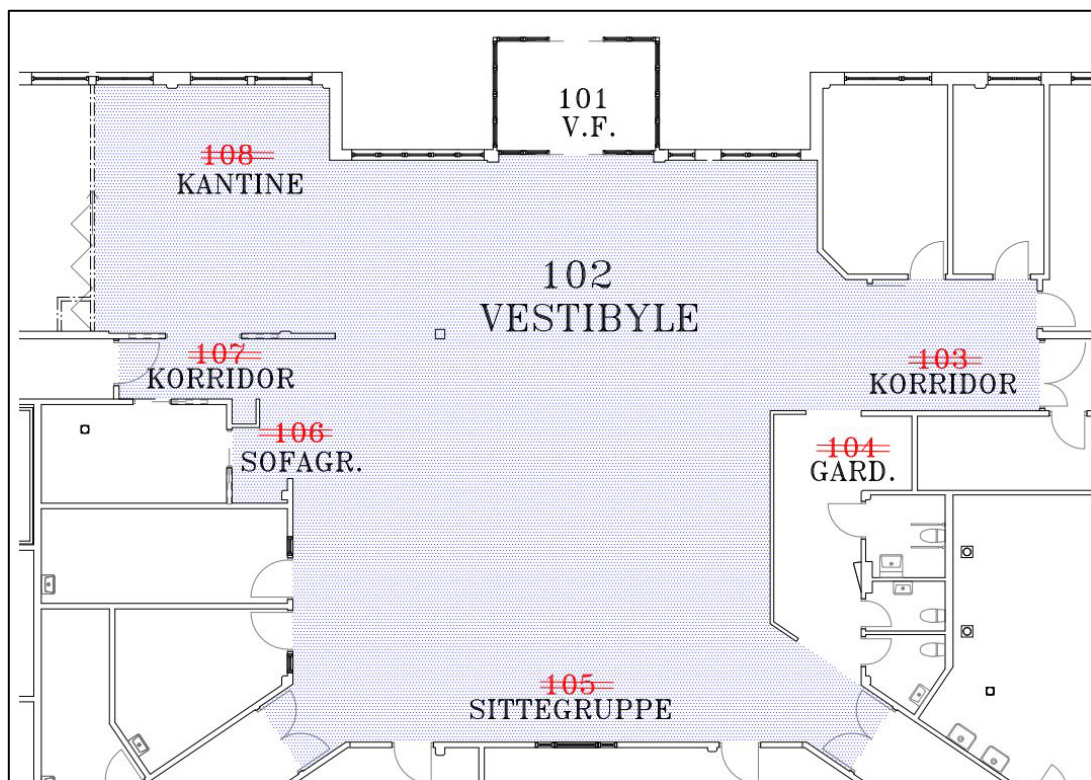 101
V.F.
108
KANTINE
102
VESTIBYLE
107
KORRIDOR
103
KORRIDOR
106
SOFAGR.
104
GARD.
105
SITTEGRUPPE